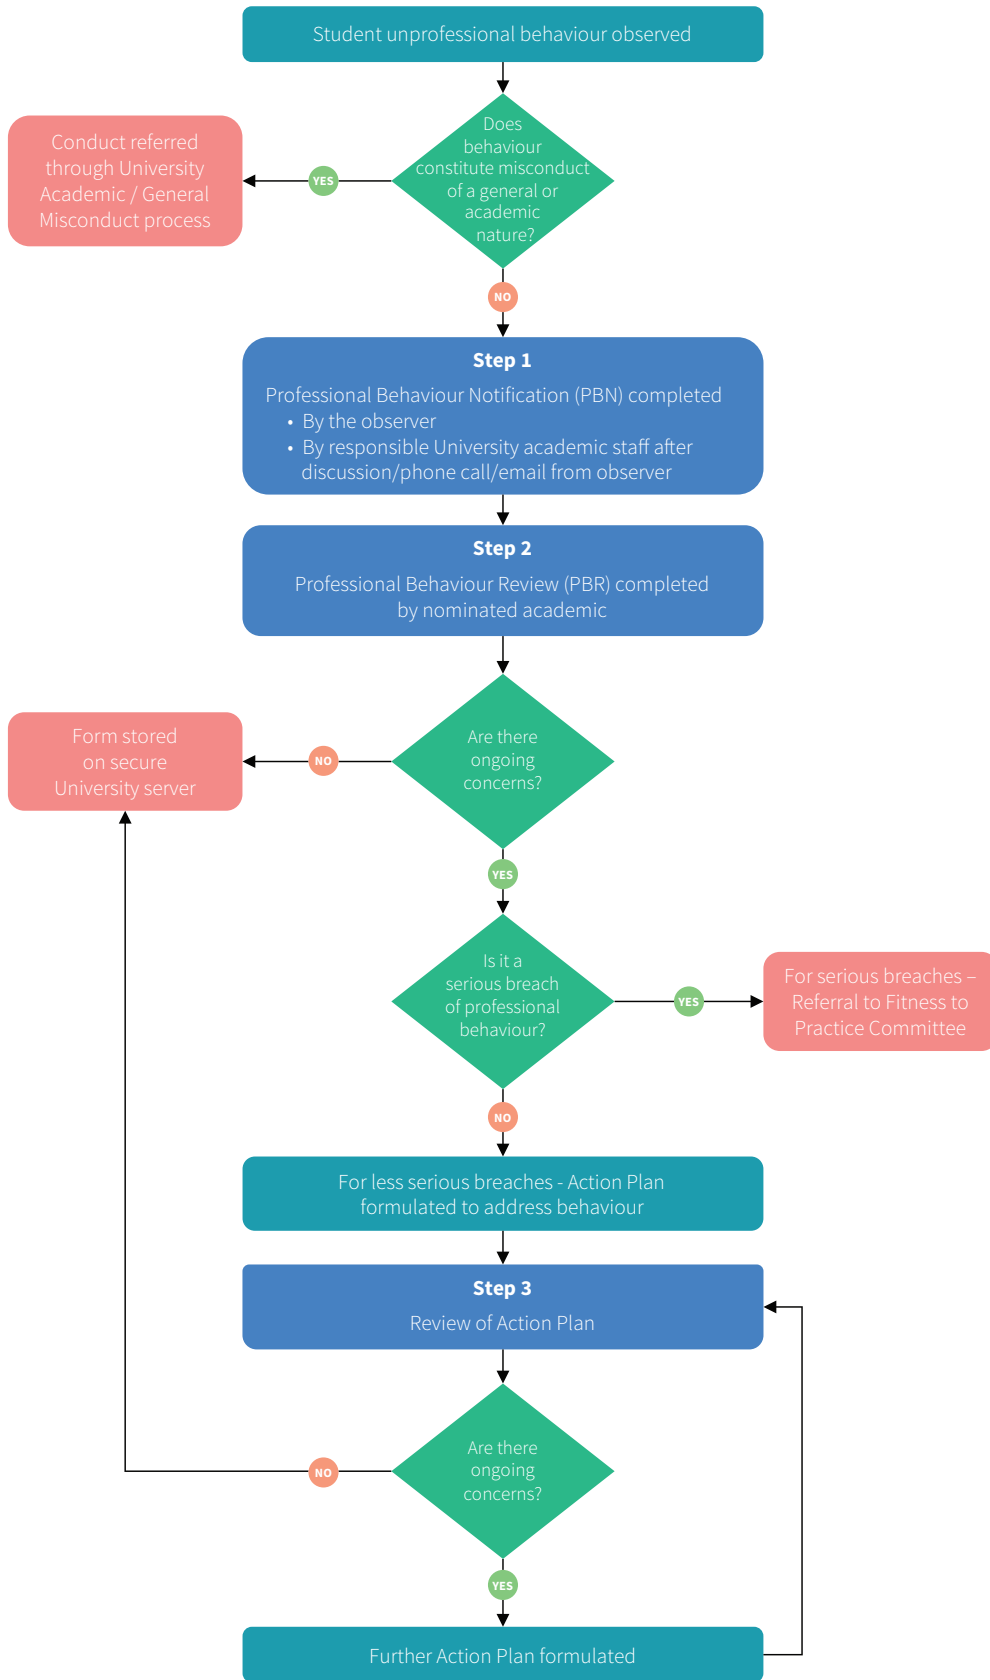 Student unprofessional behaviour observed
Does
behaviour
constitute misconduct
of a general or
academic
nature?
YES
Conduct referred
through University
Academic / General
Misconduct process
NO
Step 1
Professional Behaviour Notification (PBN) completed
• By the observer
• By responsible University academic staff after
discussion/phone call/email from observer
Step 2
Professional Behaviour Review (PBR) completed
by nominated academic
Are there
ongoing
concerns?
NO
Form stored
on secure
University server
YES
Is it a
serious breach
of professional
behaviour?
YES
For serious breaches –
Referral to Fitness to
Practice Committee
NO
For less serious breaches - Action Plan
formulated to address behaviour
Step 3
Review of Action Plan
Are there
ongoing
concerns?
NO
YES
Further Action Plan formulated